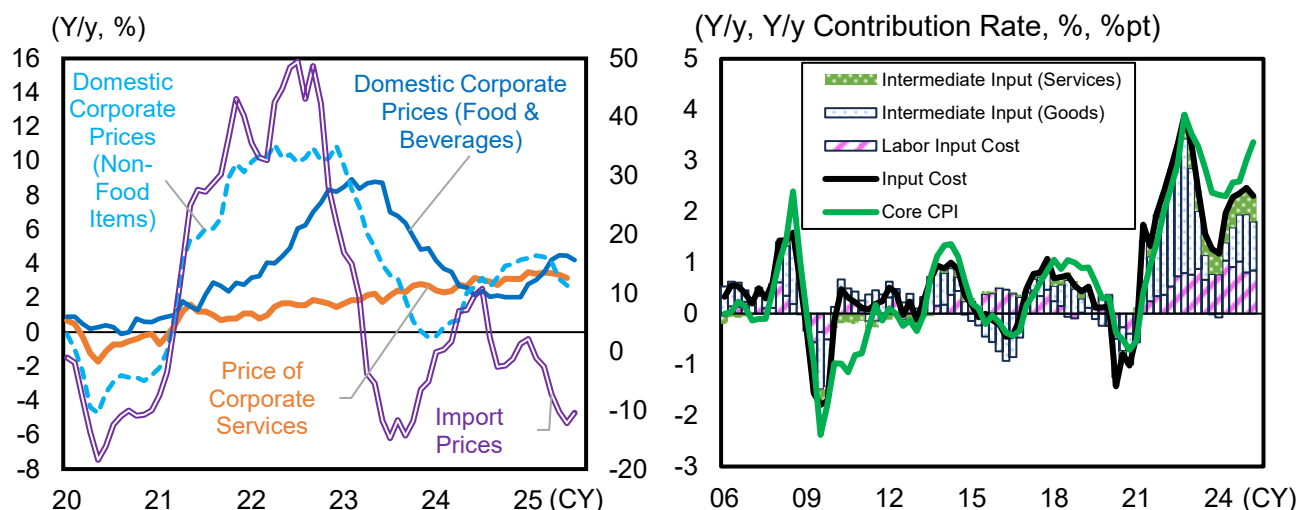 (Y/y, %)
16
14
12
10
8
6
4
2
0
-2
-4
-6
-8
50
40
30
20
10
0
-10
-20
Domestic
Corporate
Prices
(Non-
Food
Items)
Domestic Corporate
Prices (Food &
Beverages)
Price of
Corporate
Services
Import
Prices
20 21 22 23 24 25 (CY)
(Y/y, Y/y Contribution Rate, %, %pt)
5
4
3
2
1
0
-1
-2
-3
Intermediate Input (Services)
Intermediate Input (Goods)
Labor Input Cost
Input Cost
Core CPI
06 09 12 15 18 21 24 (CY)